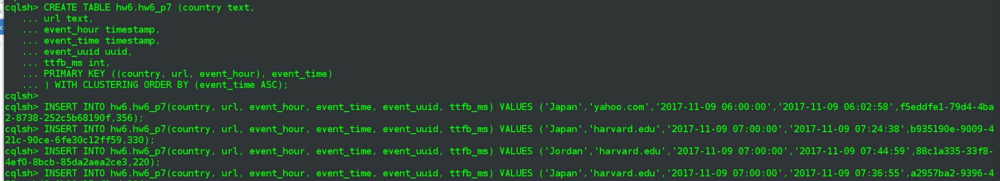 cqlsh> CREATE TABLE hw6.hw6_p7 (country text,
   ... url text,
   ... event_hour timestamp,
   ... event_time timestamp,
   ... event_uuid uuid,
   ... ttfb_ms int,
   ... PRIMARY KEY ((country, url, event_hour), event_time)
   ... ) WITH CLUSTERING ORDER BY (event_time ASC);
cqlsh>
cqlsh> INSERT INTO hw6.hw6_p7(country, url, event_hour, event_time, event_uuid, ttfb_ms) VALUES ('Japan','yahoo.com','2017-11-09 06:00:00','2017-11-09 06:02:58',f5eddfe1-79d4-4ba
2-8738-252c5b68190f,356);
cqlsh> INSERT INTO hw6.hw6_p7(country, url, event_hour, event_time, event_uuid, ttfb_ms) VALUES ('Japan','harvard.edu','2017-11-09 07:00:00','2017-11-09 07:24:38',b935190e-9009-4
21c-90ce-6fe30c12ff59,330);
cqlsh> INSERT INTO hw6.hw6_p7(country, url, event_hour, event_time, event_uuid, ttfb_ms) VALUES ('Jordan','harvard.edu','2017-11-09 07:00:00','2017-11-09 07:44:59',88c1a335-33f8-
4ef0-8bcb-85da2aea2ce3,220);
cqlsh> INSERT INTO hw6.hw6_p7(country, url, event_hour, event_time, event_uuid, ttfb_ms) VALUES ('Japan','harvard.edu','2017-11-09 07:00:00','2017-11-09 07:36:55',a2957ba2-9396-4